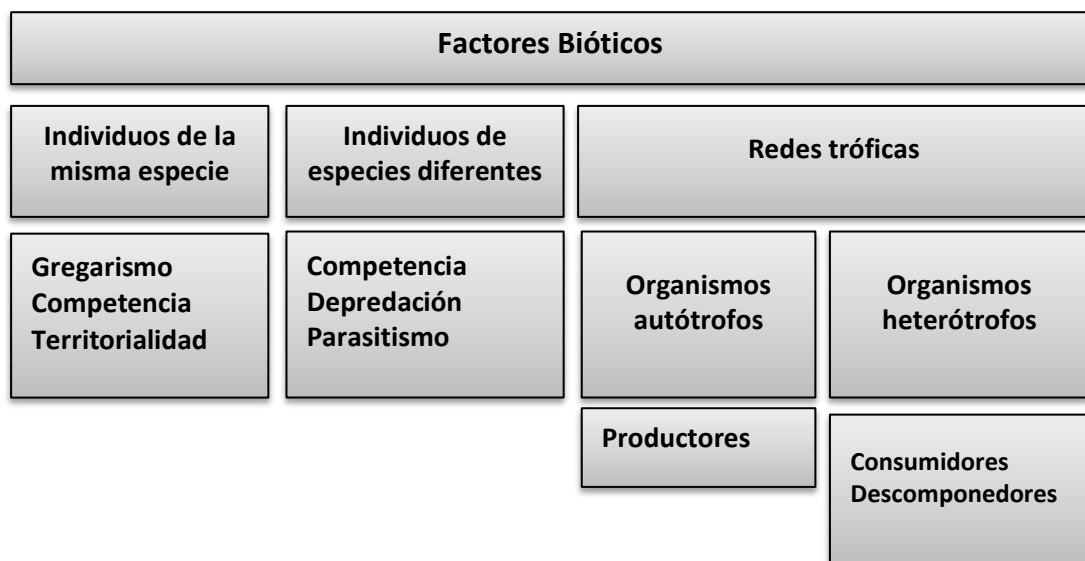 Factores Bióticos
Individuos de la
misma especie
Individuos de
especies diferentes
Redes tróficas
Gregarismo
Competencia
Territorialidad
Competencia
Depredación
Parasitismo
Organismos
autótrofos
Organismos
heterótrofos
Productores
Consumidores
Descomponedores